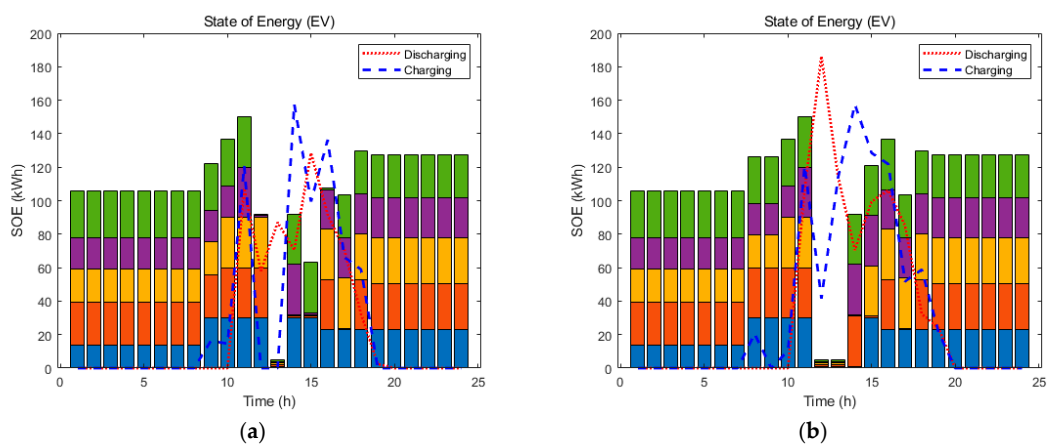 State of Energy (EV)
200
180
160
140
120
100
80
60
40
20
0
SOE (kWh)
Discharging
Charging
0
5
10
15
20
25
Time (h)
(a)
State of Energy (EV)
200
180
160
140
120
100
80
60
40
20
0
SOE (kWh)
Discharging
Charging
0
5
10
15
20
25
Time (h)
(b)